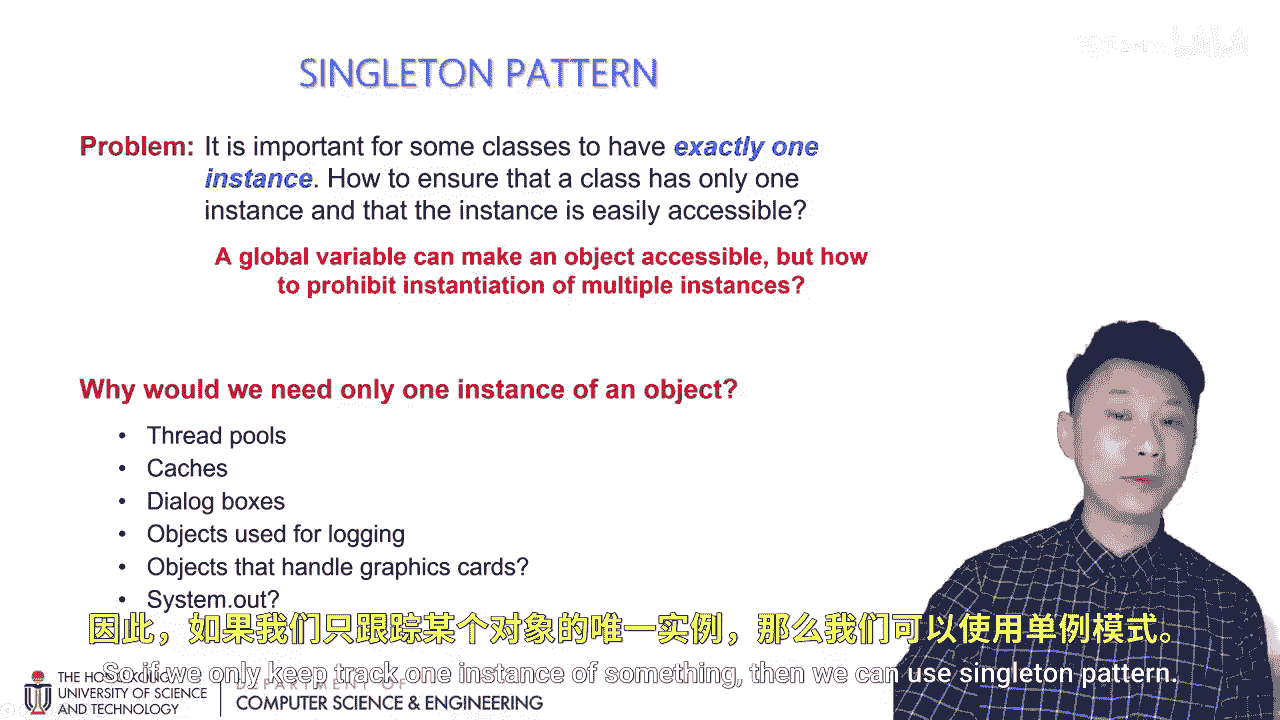 SINGLETON PATTERN
Problem: It is important for some classes to have exactly one
instance. How to ensure that a class has only one
instance and that the instance is easily accessible?
A global variable can make an object accessible, but how
to prohibit instantiation of multiple instances?
Why would we need only one instance of an object?
• Thread pools
• Caches
• Dialog boxes
• Objects used for logging
• Objects that handle graphics cards?
• System.out?
因此，如果我们只跟踪某个对象的唯一实例，那么我们可以使用单例模式。
So if we only keep track one instance of something, then we can use singleton pattern.
THE HONG KONG
UNIVERSITY OF SCIENCE
AND TECHNOLOGY
DEPARTMENT OF
COMPUTER SCIENCE & ENGINEERING